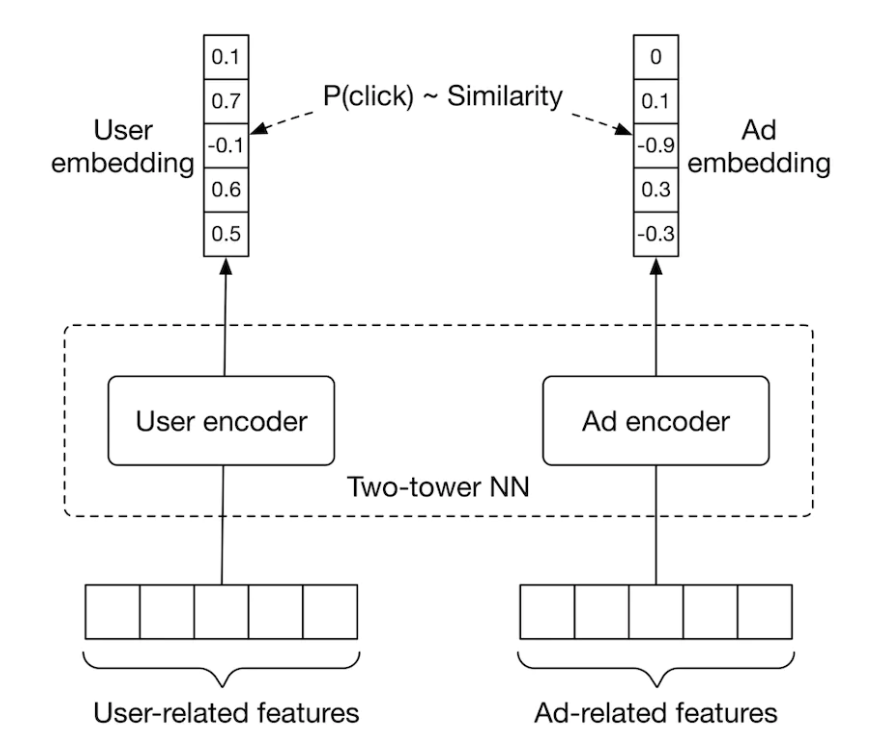 0.1
0.7
-0.1
0.6
0.5
User
embedding
P(click) ~ Similarity
0
0.1
-0.9
0.3
-0.3
Ad
embedding
User encoder
Ad encoder
Two-tower NN
User-related features
Ad-related features